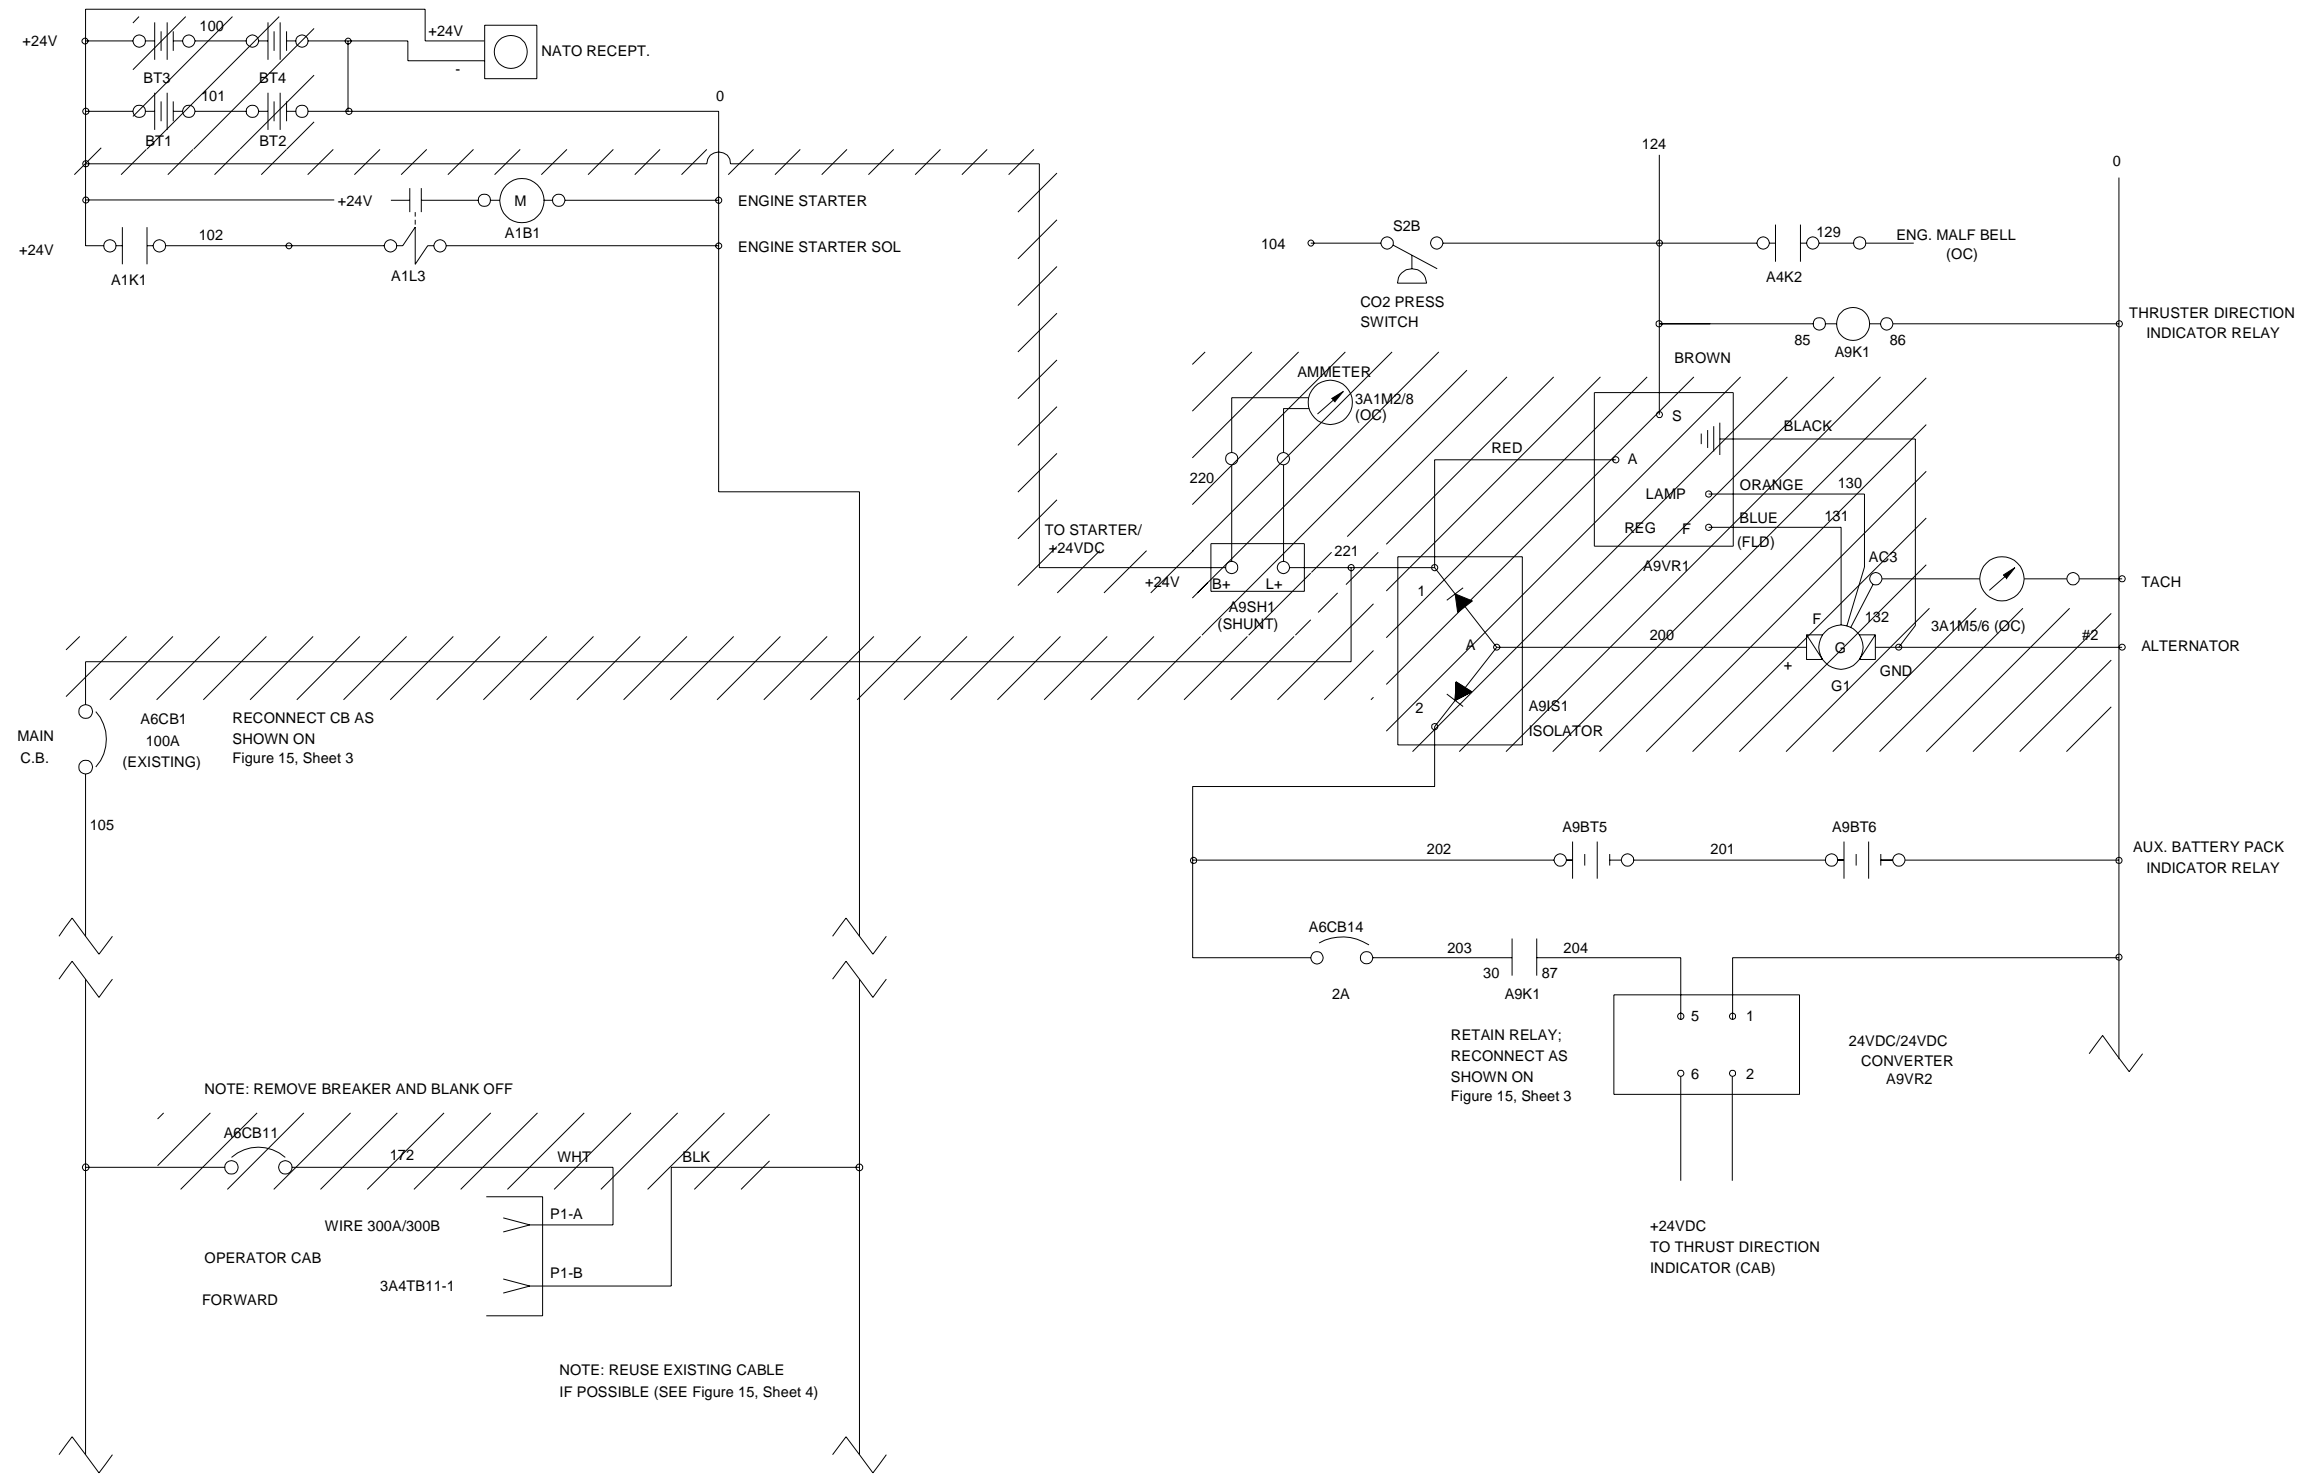 +24V
100
+24V
NATO RECEPT.
-
BT3
BT4
101
0
BT1
BT2
+24V
M
ENGINE STARTER
A1B1
+24V
102
ENGINE STARTER SOL
A1K1
A1L3
124
0
104
S2B
129
ENG. MALF BELL
(OC)
A4K2
CO2 PRESS
SWITCH
THRUSTER DIRECTION
INDICATOR RELAY
85
86
A9K1
BROWN
AMMETER
3A1M2/8
(OC)
S
BLACK
RED
A
220
LAMP
ORANGE
130
REG
F
BLUE
131
(FLD)
TO STARTER/
+24VDC
221
A9VR1
AC3
+24V
B+
L+
TACH
1
A9SH1
(SHUNT)
F
132
3A1M5/6 (OC)
#2
A
200
G
ALTERNATOR
+
GND
G1
2
A9IS1
ISOLATOR
MAIN
C.B.
A6CB1
100A
(EXISTING)
RECONNECT CB AS
SHOWN ON
Figure 15, Sheet 3
105
A9BT5
A9BT6
202
201
AUX. BATTERY PACK
INDICATOR RELAY
A6CB14
203
204
30
87
2A
A9K1
5
1
RETAIN RELAY;
RECONNECT AS
SHOWN ON
Figure 15, Sheet 3
24VDC/24VDC
CONVERTER
A9VR2
6
2
NOTE: REMOVE BREAKER AND BLANK OFF
A6CB11
172
WHT
BLK
P1-A
WIRE 300A/300B
OPERATOR CAB
P1-B
3A4TB11-1
FORWARD
+24VDC
TO THRUST DIRECTION
INDICATOR (CAB)
NOTE: REUSE EXISTING CABLE
IF POSSIBLE (SEE Figure 15, Sheet 4)